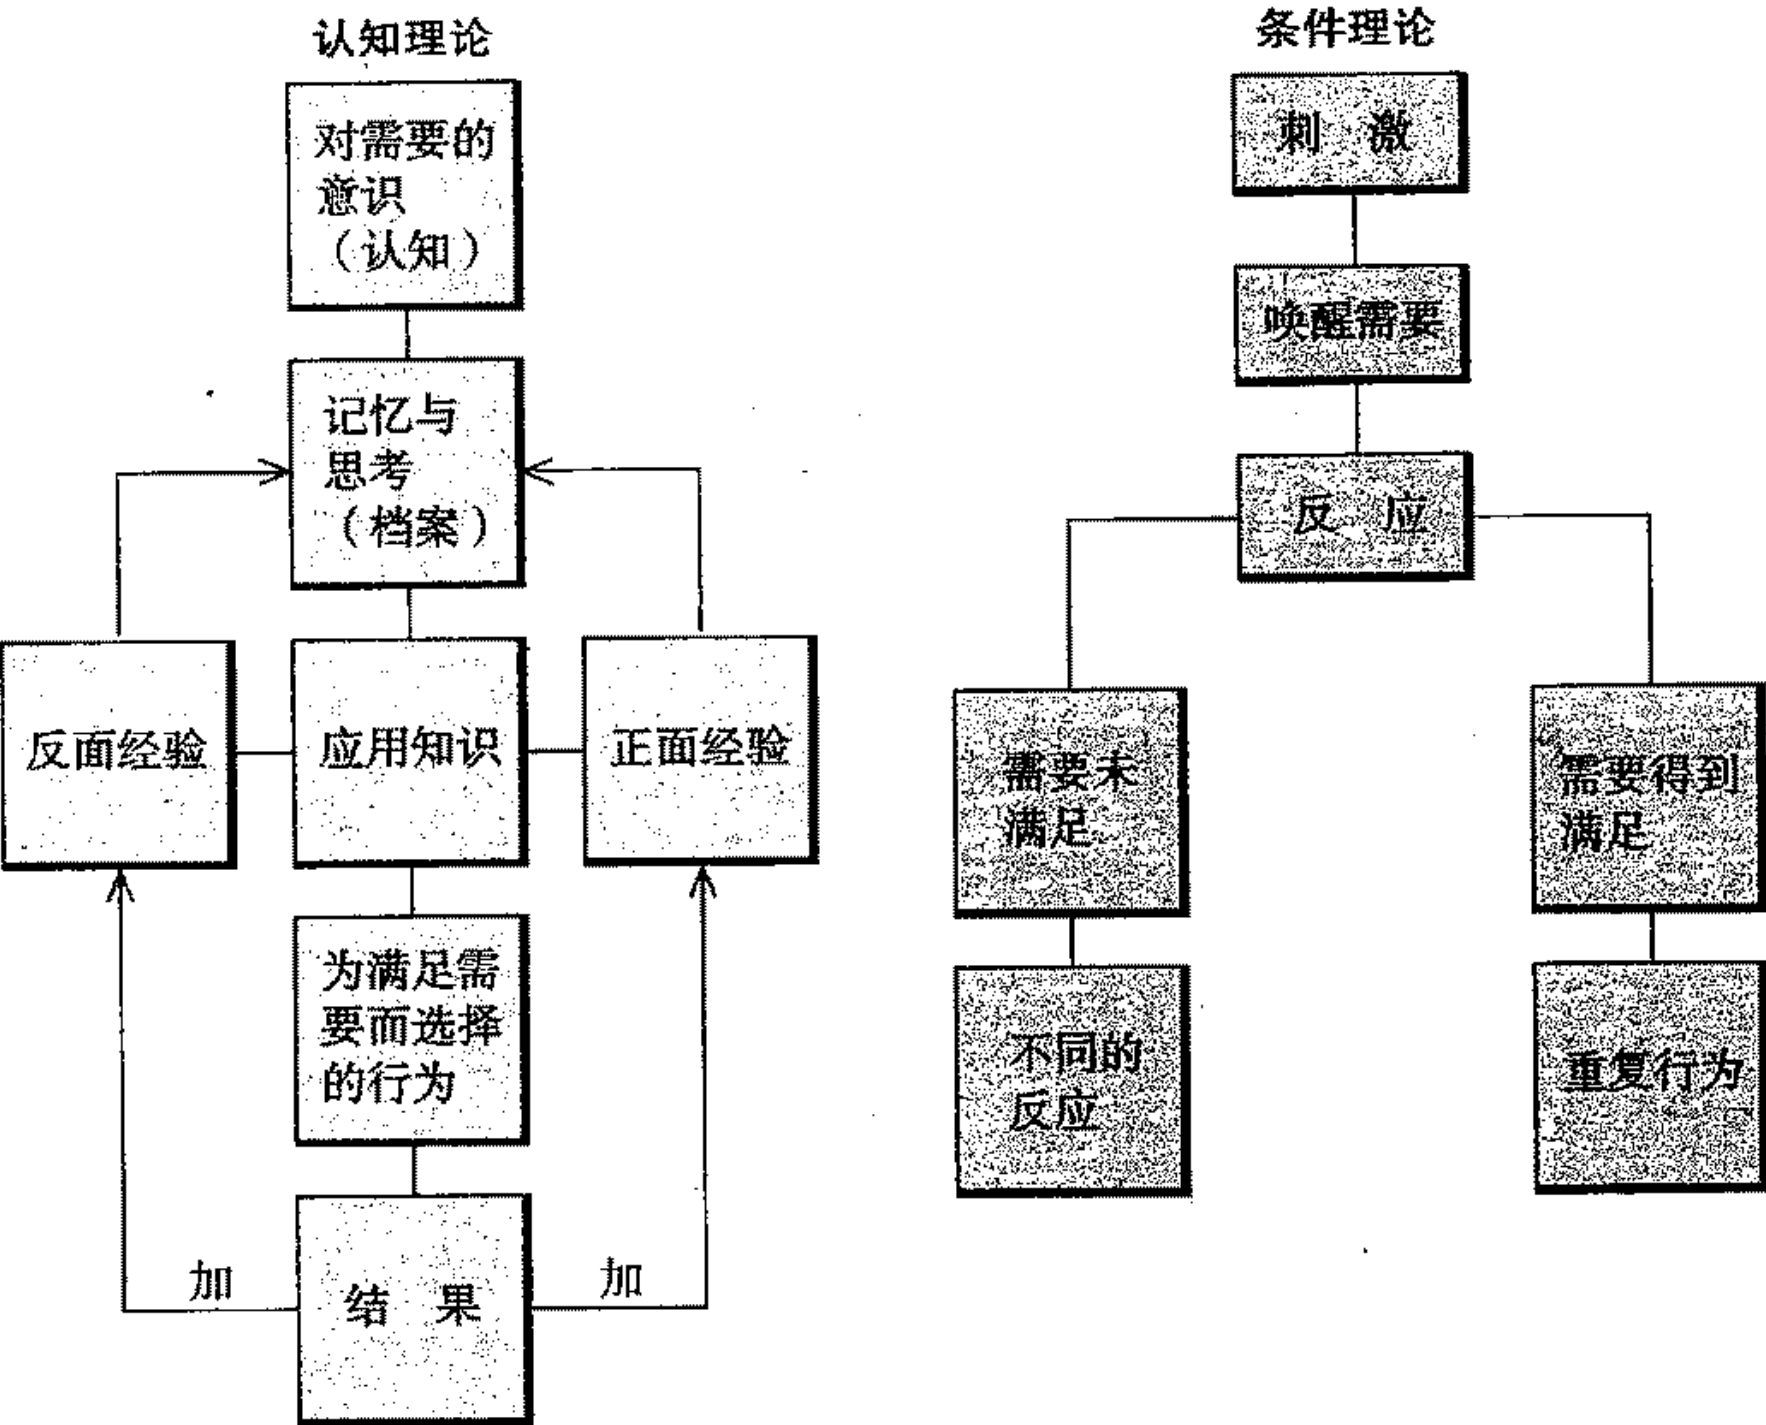 认知理论
对需要的
意识
（认知）
记忆与
思考
（档案）
反面经验
应用知识
正面经验
为满足需
要而选择
的行为
加
结 果
加
条件理论
刺 激
唤醒需要
反 应
需要未
满足
需要得到
满足
不同的
反应
重复行为